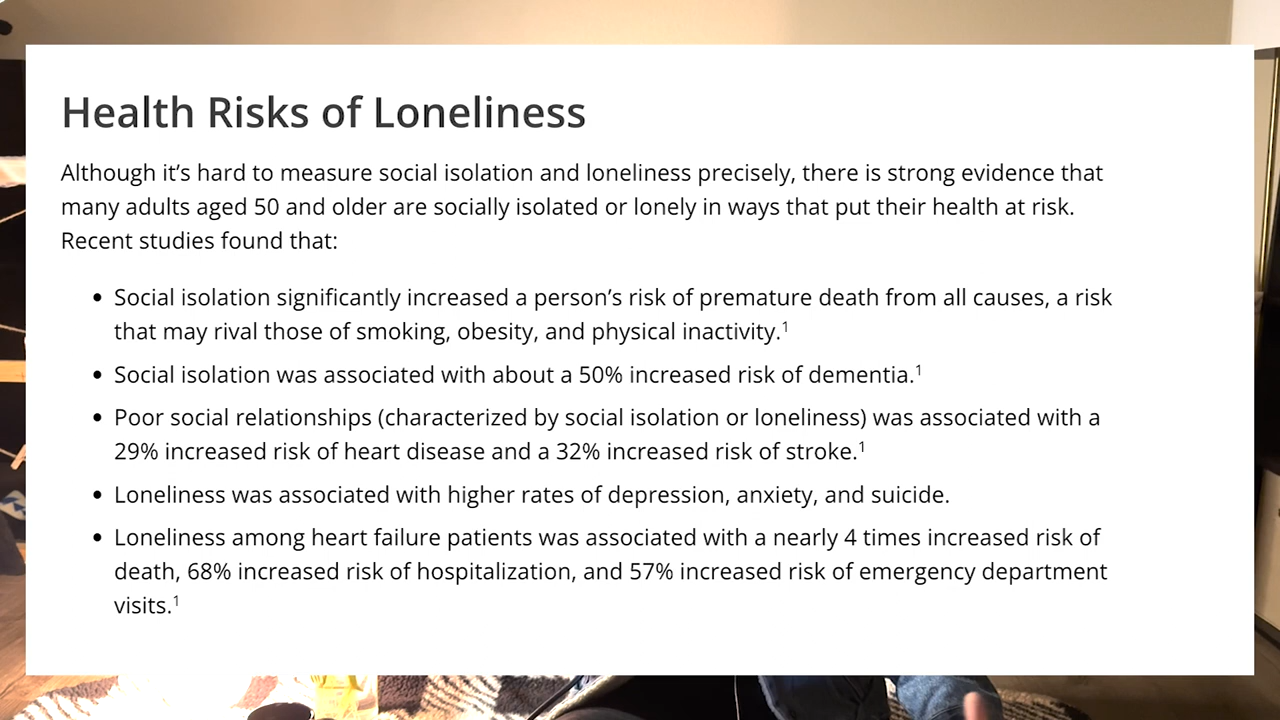 Health Risks of Loneliness
Although it’s hard to measure social isolation and loneliness precisely, there is strong evidence that
many adults aged 50 and older are socially isolated or lonely in ways that put their health at risk.
Recent studies found that:
• Social isolation significantly increased a person’s risk of premature death from all causes, a risk
that may rival those of smoking, obesity, and physical inactivity.¹
• Social isolation was associated with about a 50% increased risk of dementia.¹
• Poor social relationships (characterized by social isolation or loneliness) was associated with a
29% increased risk of heart disease and a 32% increased risk of stroke.¹
• Loneliness was associated with higher rates of depression, anxiety, and suicide.
• Loneliness among heart failure patients was associated with a nearly 4 times increased risk of
death, 68% increased risk of hospitalization, and 57% increased risk of emergency department
visits.¹